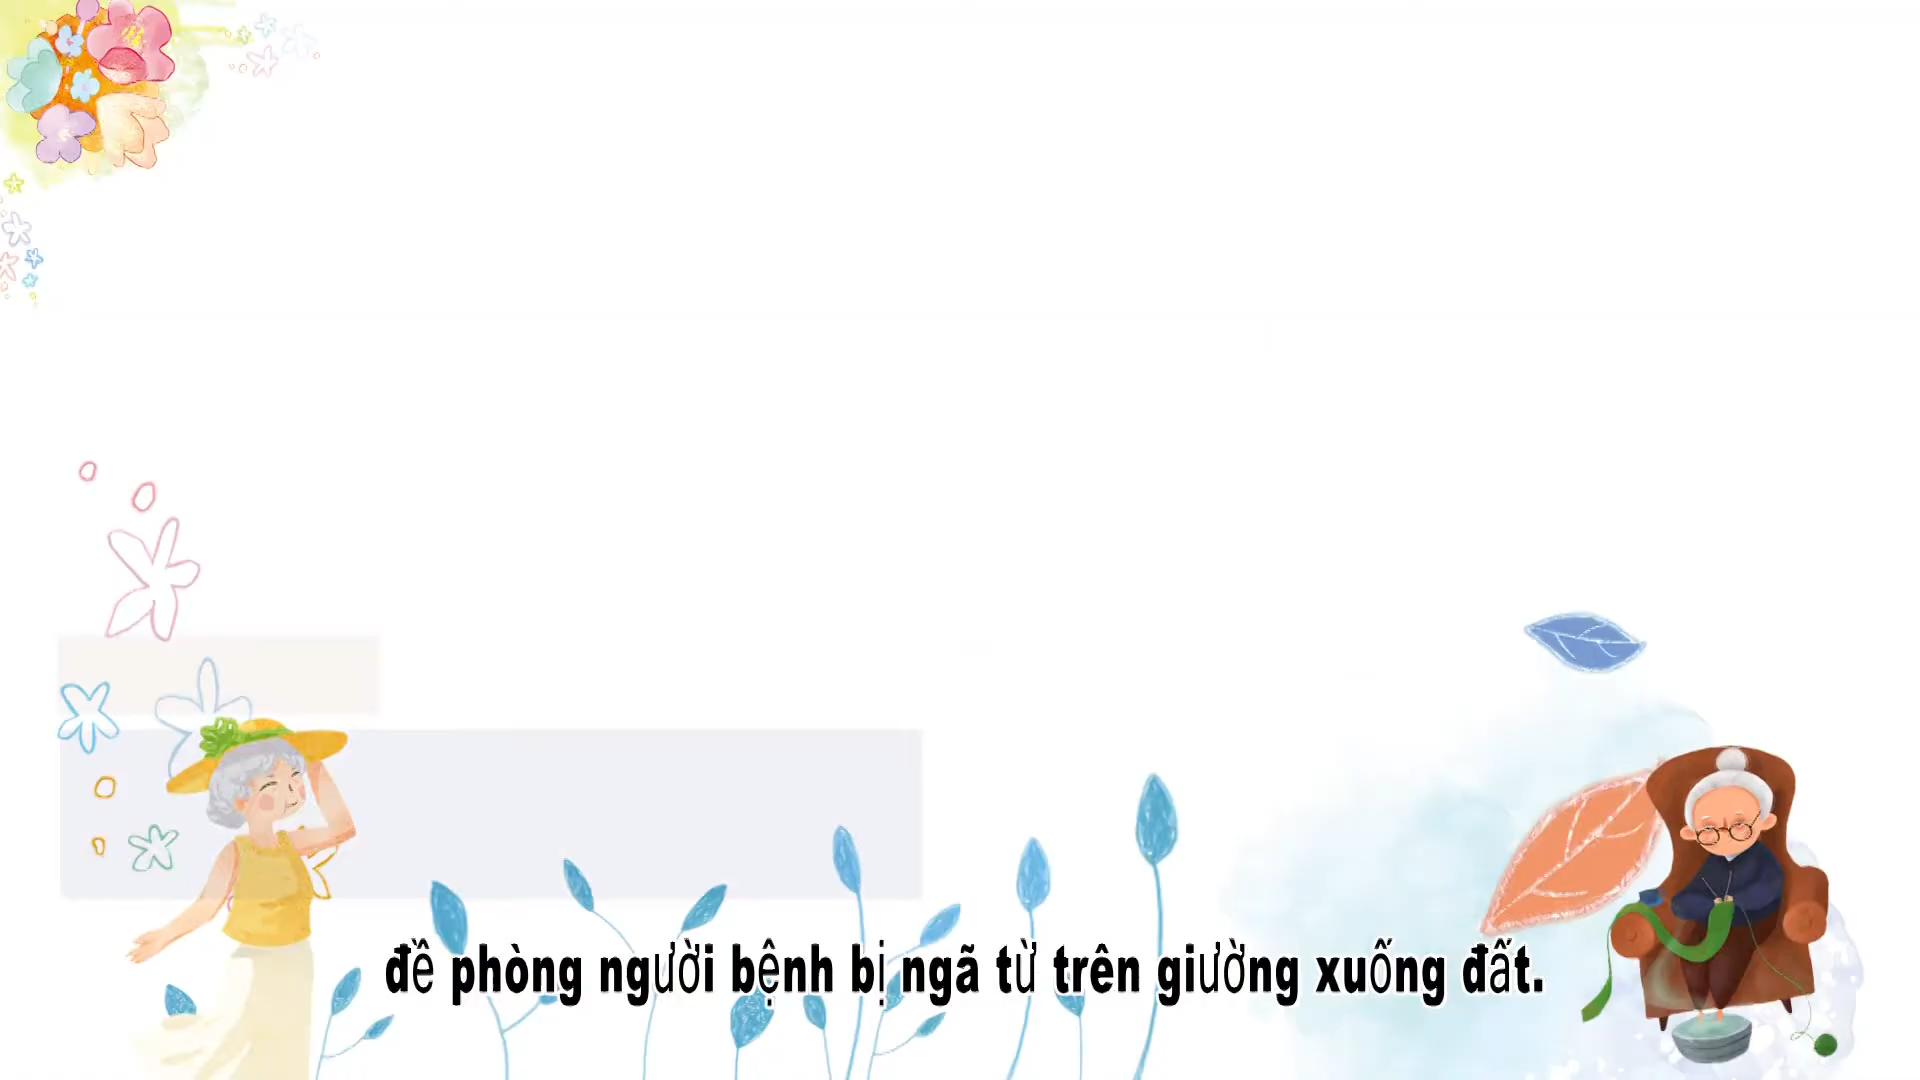 đề phòng người bệnh bị ngã từ trên giường xuống đất.